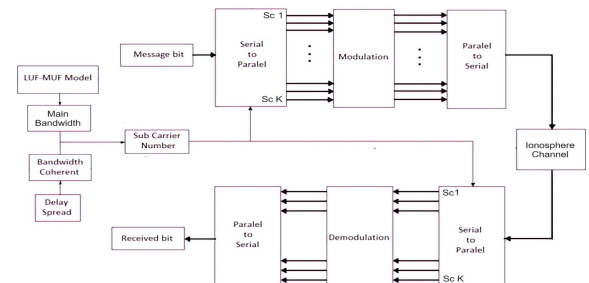 Sc 1
Serial
to
Paralel
Sc K
Message bit
Modulation
Paralel
to
Serial
LUF-MUF Model
Main
Bandwidth
Sub Carrier
Number
Bandwidth
Coherent
Delay
Spread
Ionosphere
Channel
Sc1
Serial
to
Paralel
Sc K
Demodulation
Paralel
to
Serial
Received bit